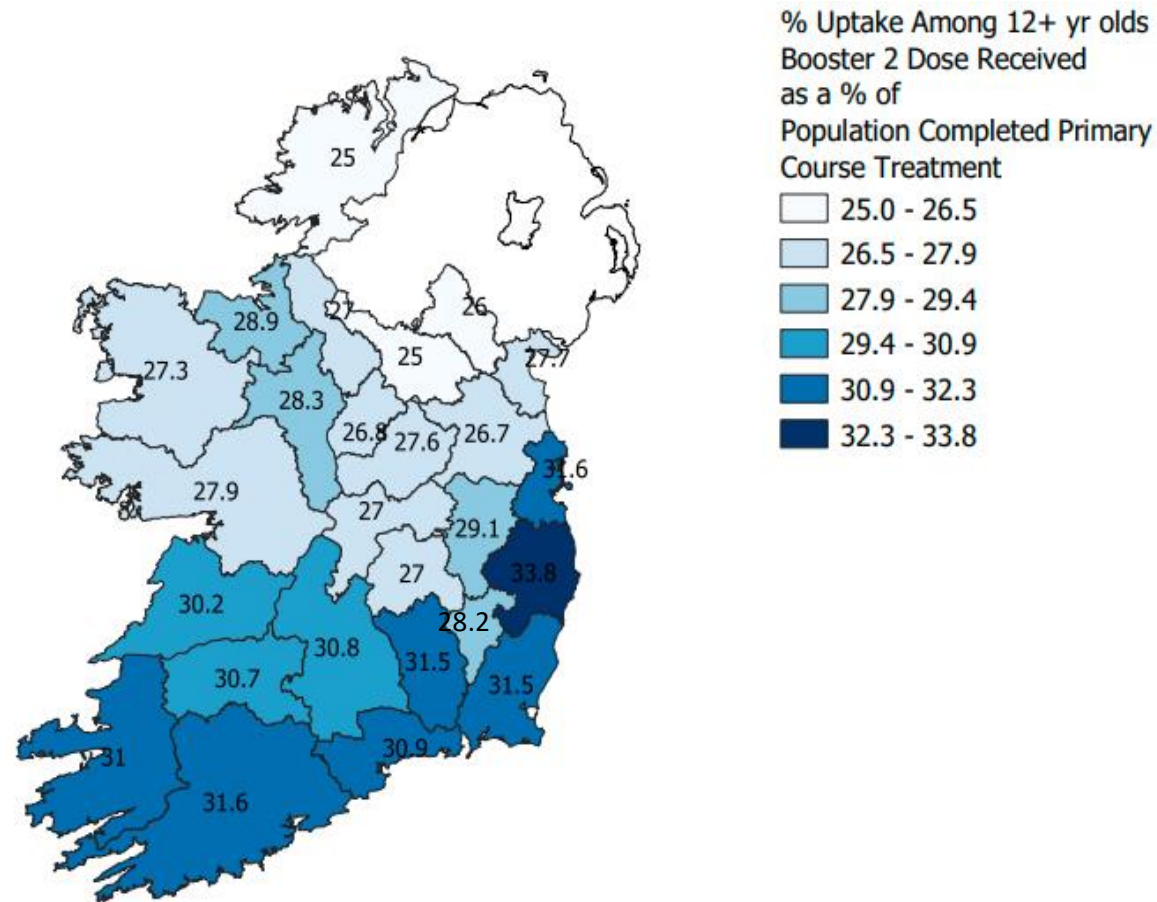 % Uptake Among 12+ yr olds
Booster 2 Dose Received
as a % of
Population Completed Primary
Course Treatment
25.0 - 26.5
26.5 - 27.9
27.9 - 29.4
29.4 - 30.9
30.9 - 32.3
32.3 - 33.8
25
26
27
28.9
25
27.7
27.3
28.3
26.8
27.6
26.7
31.6
27.9
27
29.1
27
33.8
30.2
28.2
30.8
31.5
30.7
31.5
30.9
31
31.6